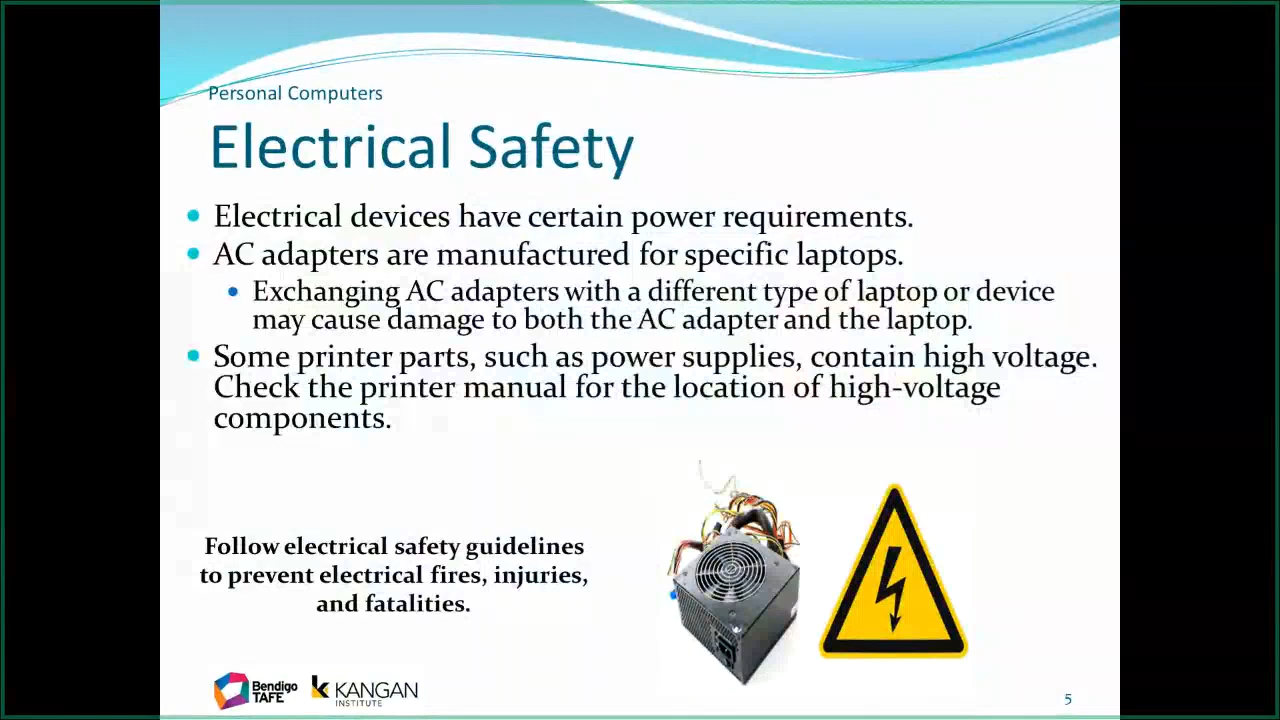 Personal Computers
Electrical Safety
Electrical devices have certain power requirements.
AC adapters are manufactured for specific laptops.
Exchanging AC adapters with a different type of laptop or device
may cause damage to both the AC adapter and the laptop.
Some printer parts, such as power supplies, contain high voltage.
Check the printer manual for the location of high-voltage
components.
Follow electrical safety guidelines
to prevent electrical fires, injuries,
and fatalities.
Bendigo
TAFE
KANGAN
INSTITUTE
5